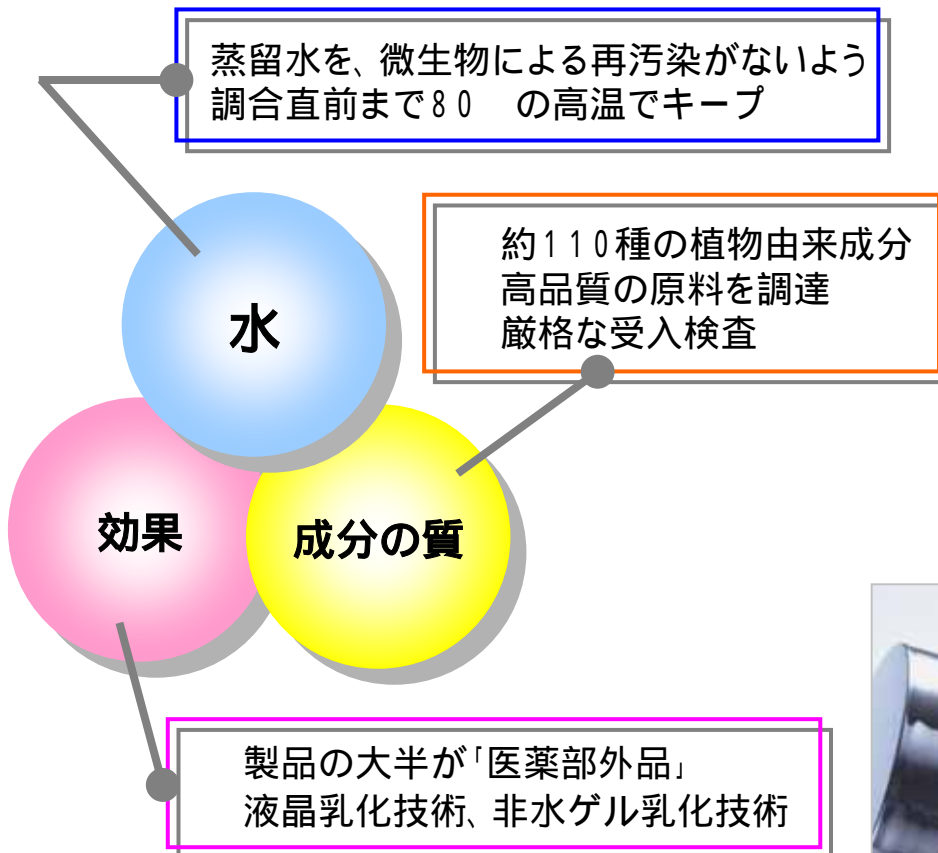 蒸留水を、微生物による再汚染がないよう
調合直前まで80　の高温でキープ
約110種の植物由来成分
高品質の原料を調達
厳格な受入検査
水
効果
成分の質
製品の大半が「医薬部外品」
液晶乳化技術、非水ゲル乳化技術